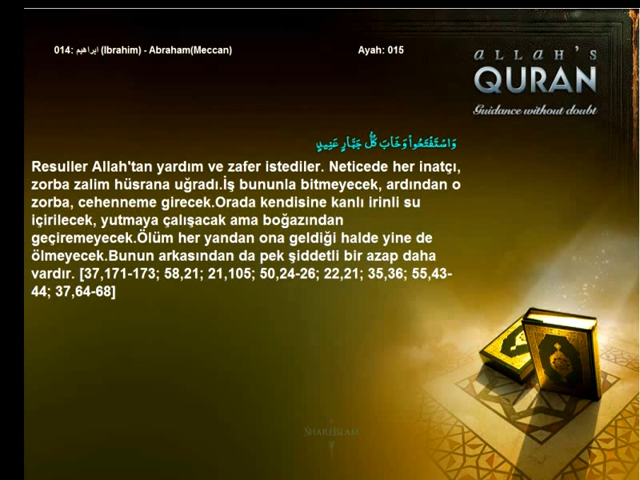 014: ابراهيم (Ibrahim) - Abraham(Meccan) Ayah: 015
ALLAH'S
QURAN
Guidance without doubt
وَاسْتَفْتَحُواْ وَخَابَ كُلُّ جَبَّارٍ عَنِيدٍ
Resuller Allah'tan yardım ve zafer istediler. Neticede her inatçı,
zorba zalim hüsrana uğradı.İş bununla bitmeyecek, ardından o
zorba, cehenneme girecek.Orada kendisine kanlı irinli su
içirilecek, yutmaya çalışacak ama boğazından
geçiremeyecek.Ölüm her yandan ona geldiği halde yine de
ölmeyecek.Bunun arkasından da pek şiddetli bir azap daha
vardır. [37,171-173; 58,21; 21,105; 50,24-26; 22,21; 35,36; 55,43-
44; 37,64-68]
SHAREISLAM